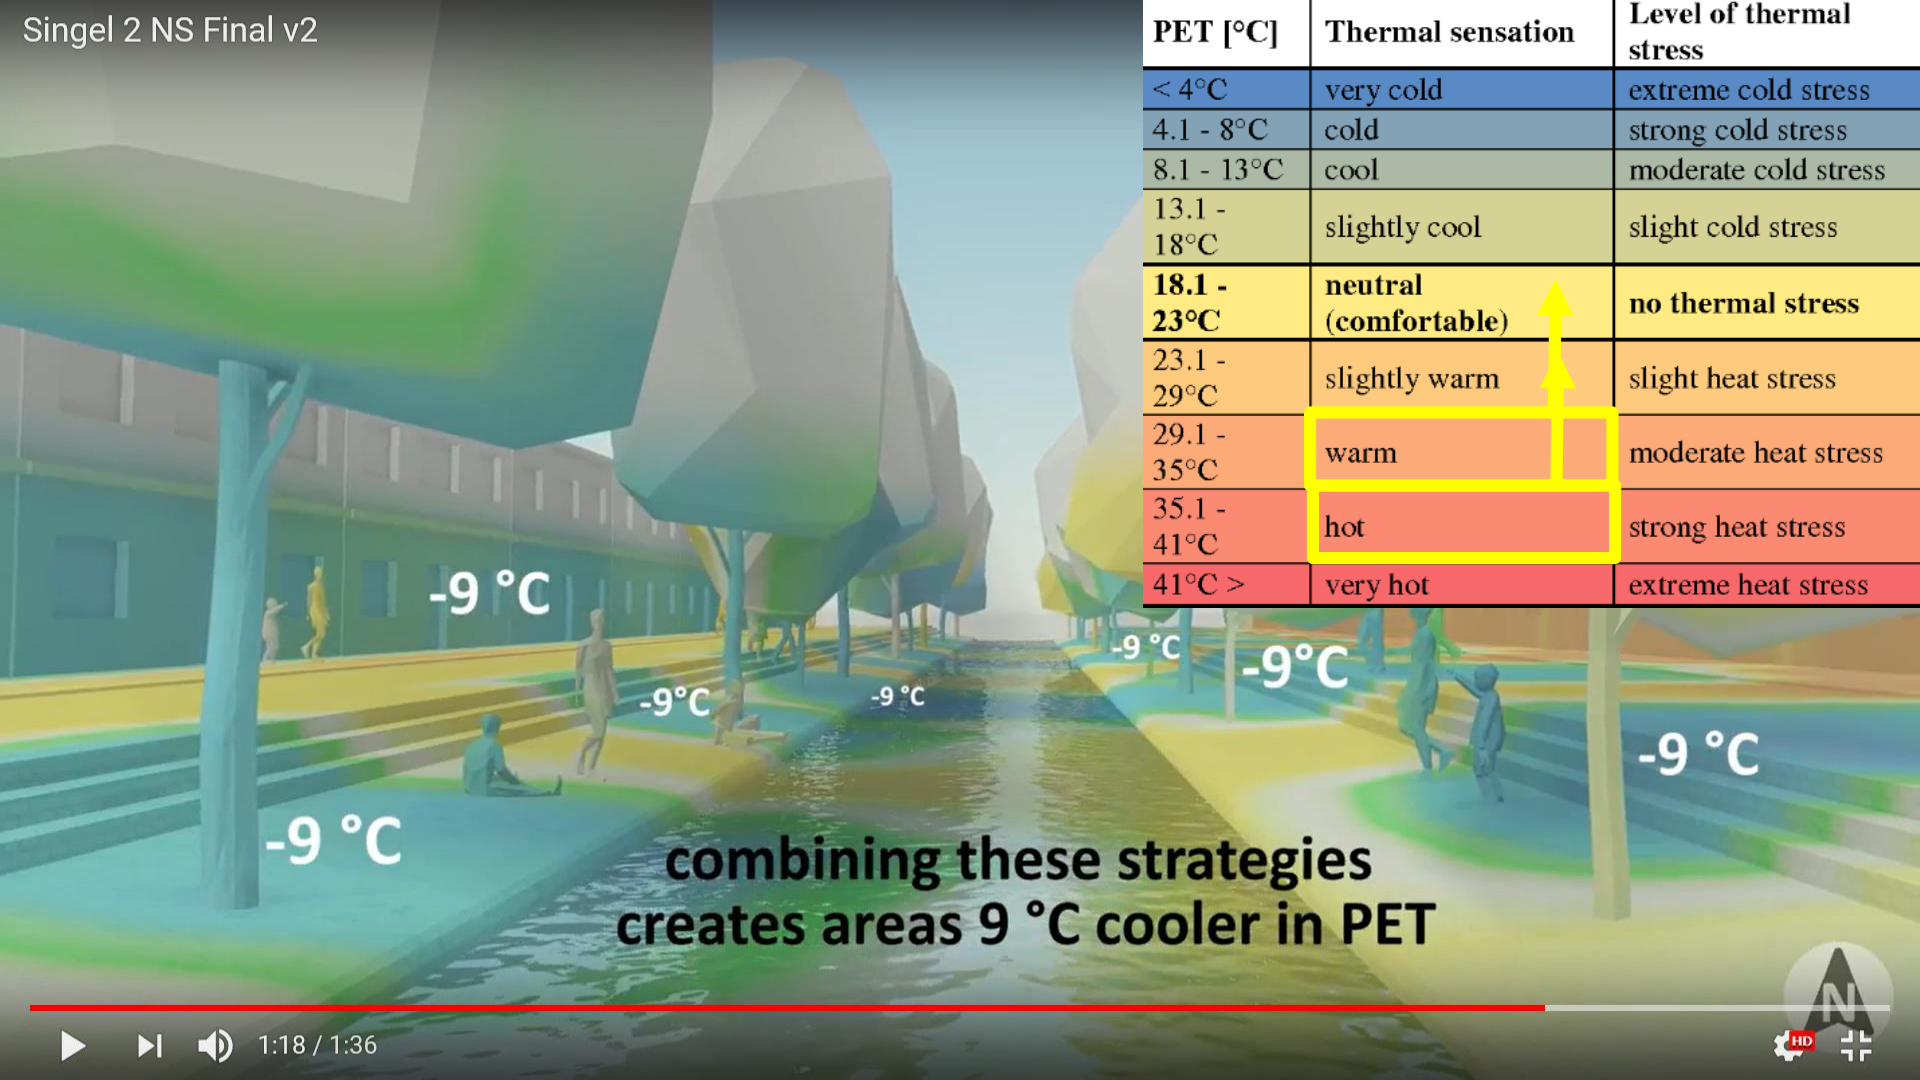 Singel 2 NS Final v2
PET [°C] Thermal sensation Level of thermal
stress
< 4°C very cold extreme cold stress
4.1 - 8°C cold strong cold stress
8.1 - 13°C cool moderate cold stress
13.1 -
18°C slightly cool slight cold stress
18.1 -
23°C neutral
(comfortable) no thermal stress
23.1 -
29°C slightly warm slight heat stress
29.1 -
35°C warm moderate heat stress
35.1 -
41°C hot strong heat stress
41°C > very hot extreme heat stress
-9 °C
-9°C
-9 °C
-9 °C
-9°C
-9 °C
-9 °C
combining these strategies
creates areas 9 °C cooler in PET
N
1:18 / 1:36
HD